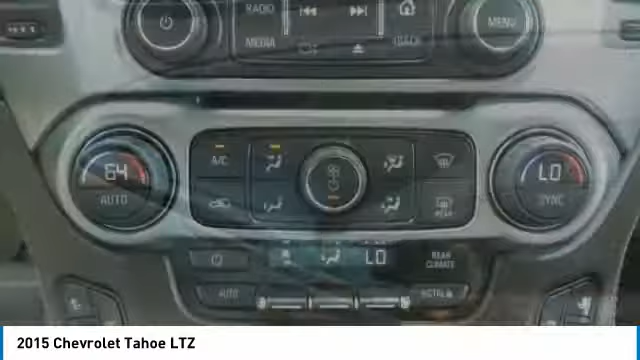 RADIO
MENU
MEDIA
BACK
64
AUTO
A/C
REAR
LO
SYNC
LO
REAR CLIMATE
AUTO
2015 Chevrolet Tahoe LTZ